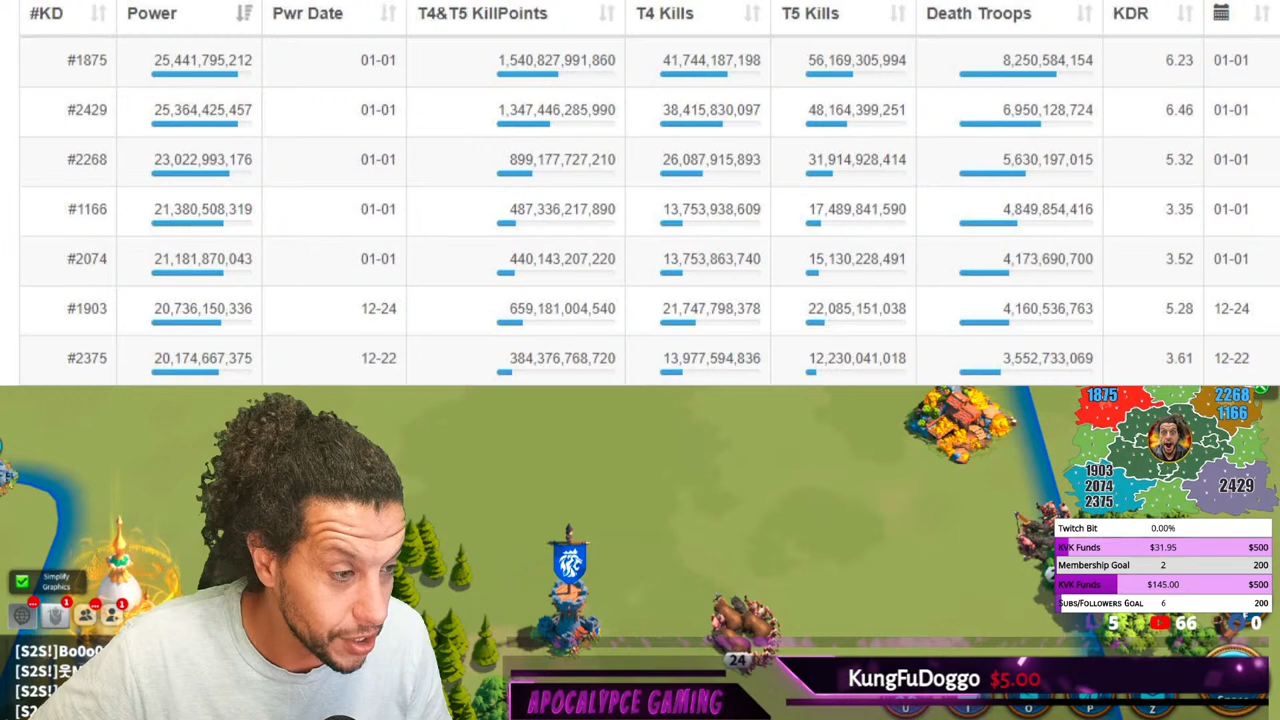 #KD Power Pwr Date T4&T5 KillPoints T4 Kills T5 Kills Death Troops KDR
#1875 25,441,795,212 01-01 1,540,827,991,860 41,744,187,198 56,169,305,994 8,250,584,154 6.23 01-01
#2429 25,364,425,457 01-01 1,347,446,285,990 38,415,830,097 48,164,399,251 6,950,128,724 6.46 01-01
#2268 23,022,993,176 01-01 899,177,727,210 26,087,915,893 31,914,928,414 5,630,197,015 5.32 01-01
#1166 21,380,508,319 01-01 487,336,217,890 13,753,938,609 17,489,841,590 4,849,854,416 3.35 01-01
#2074 21,181,870,043 01-01 440,143,207,220 13,753,863,740 15,130,228,491 4,173,690,700 3.52 01-01
#1903 20,736,150,336 12-24 659,181,004,540 21,747,798,378 22,085,151,038 4,160,536,763 5.28 12-24
#2375 20,174,667,375 12-22 384,376,768,720 13,977,594,836 12,230,041,018 3,552,733,069 3.61 12-22
1875 2268
1166
1903
2074
2375
2429
Twitch Bit 0.00%
KVK Funds $31.95 $500
Membership Goal 2 200
KVK Funds $145.00 $500
Subs/Followers Goal 6 200
5 66 0
Simplify
Graphics
1 1
[S2S!]Bo0o0
[S2S!]
[S2S!]
[S2
24
KungFuDoggo $5.00
APOCALYPCE GAMING
U I O P Z